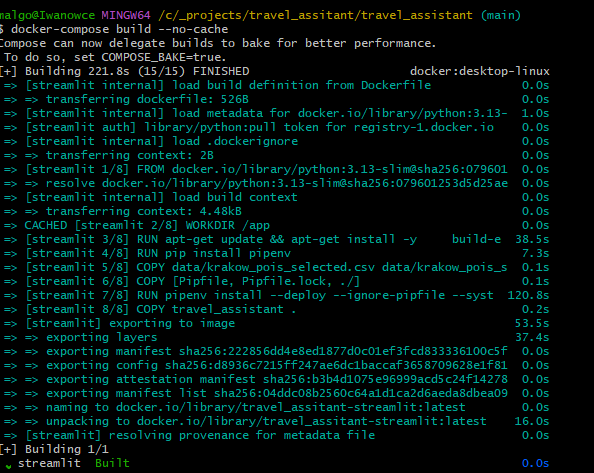 malgo@Iwanowce MINGW64 /c/_projects/travel_assitant/travel_assistant (main)
$ docker-compose build --no-cache
Compose can now delegate builds to bake for better performance.
 To do so, set COMPOSE_BAKE=true.
[+] Building 221.8s (15/15) FINISHED docker:desktop-linux
=> [streamlit internal] load build definition from Dockerfile 0.0s
=> => transferring dockerfile: 526B 0.0s
=> [streamlit internal] load metadata for docker.io/library/python:3.13- 1.0s
=> [streamlit auth] library/python:pull token for registry-1.docker.io 0.0s
=> [streamlit internal] load .dockerignore 0.0s
=> => transferring context: 2B 0.0s
=> [streamlit 1/8] FROM docker.io/library/python:3.13-slim@sha256:079601 0.0s
=> => resolve docker.io/library/python:3.13-slim@sha256:079601253d5d25ae 0.0s
=> [streamlit internal] load build context 0.0s
=> => transferring context: 4.48kB 0.0s
=> CACHED [streamlit 2/8] WORKDIR /app 0.0s
=> [streamlit 3/8] RUN apt-get update && apt-get install -y build-e 38.5s
=> [streamlit 4/8] RUN pip install pipenv 7.3s
=> [streamlit 5/8] COPY data/krakow_pois_selected.csv data/krakow_pois_s 0.1s
=> [streamlit 6/8] COPY [Pipfile, Pipfile.lock, ./] 0.1s
=> [streamlit 7/8] RUN pipenv install --deploy --ignore-pipfile --syst 120.8s
=> [streamlit 8/8] COPY travel_assistant . 0.2s
=> [streamlit] exporting to image 53.5s
=> => exporting layers 37.4s
=> => exporting manifest sha256:222856dd4e8ed1877d0c01ef3fcd833336100c5f 0.0s
=> => exporting config sha256:d8936c7215ff247ae6dc1baccaf3658709628e1f81 0.0s
=> => exporting attestation manifest sha256:b3b4d1075e96999acd5c24f14278 0.0s
=> => exporting manifest list sha256:04ddc08b2560c64a1d1ca2d6aeda8dbea09 0.0s
=> => naming to docker.io/library/travel_assitant-streamlit:latest 0.0s
=> => unpacking to docker.io/library/travel_assitant-streamlit:latest 16.0s
=> [streamlit] resolving provenance for metadata file 0.0s
[+] Building 1/1
streamlit Built 0.0s